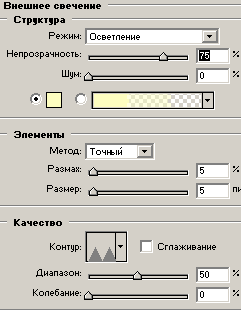 Внешнее свечение
Структура
Режим: Осветление
Непрозрачность: 75 %
Шум: 0 %
Элементы
Метод: Точный
Размах: 5 %
Размер: 5 пи
Качество
Контур: Сглаживание
Диапазон: 50 %
Колебание: 0 %